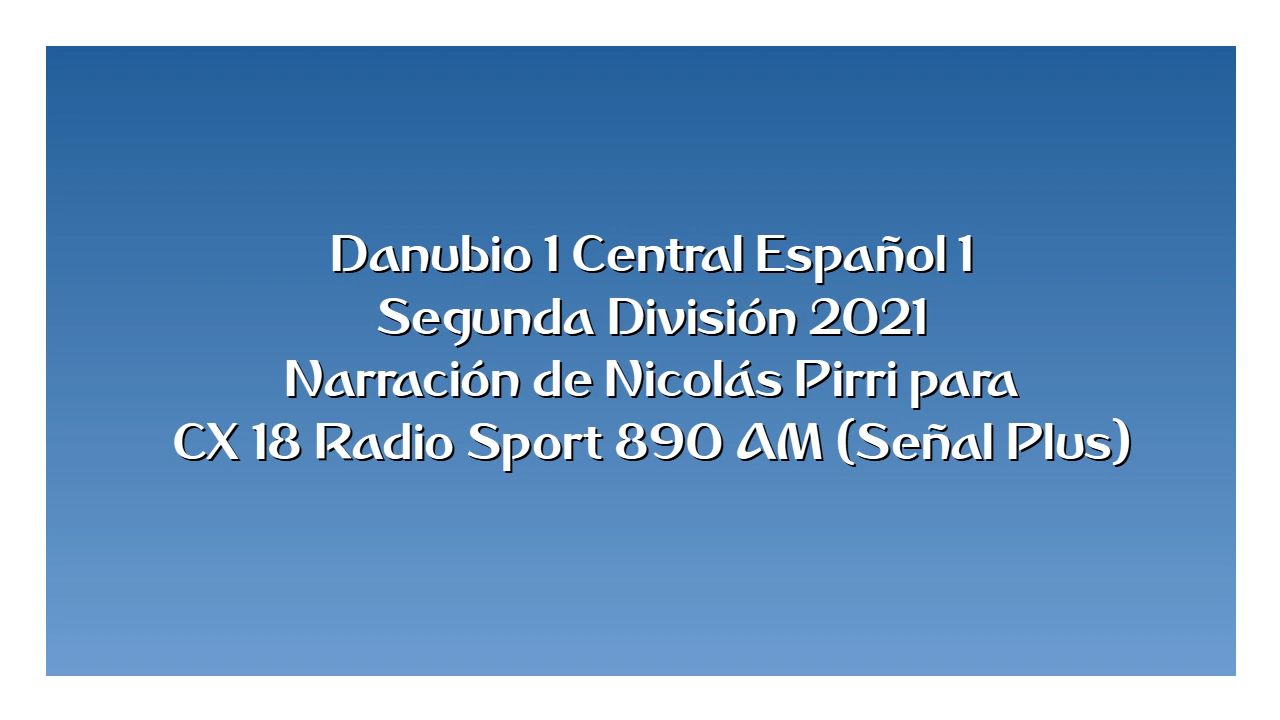 Danubio 1 Central Español 1
Segunda División 2021
Narración de Nicolás Pirri para
CX 18 Radio Sport 890 AM (Señal Plus)